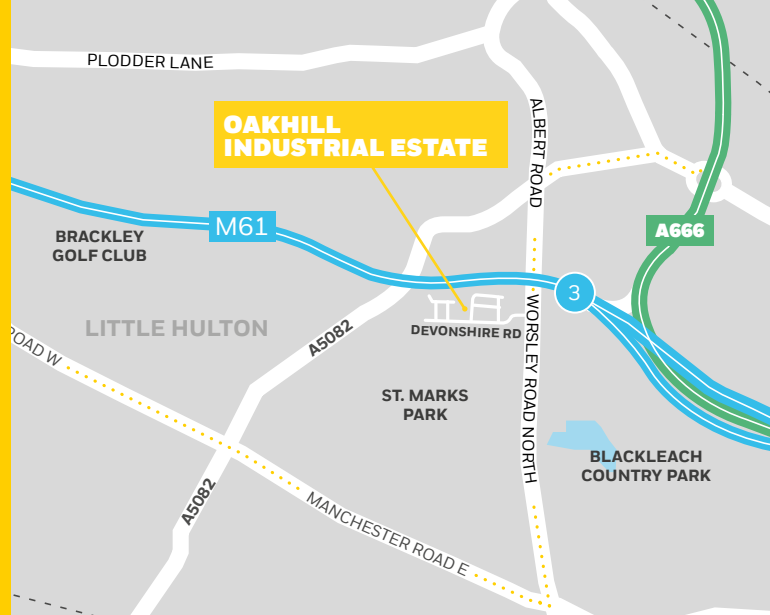 PLODDER LANE
OAKHILL
INDUSTRIAL ESTATE
ALBERT ROAD
M61
A666
BRACKLEY
GOLF CLUB
3
LITTLE HULTON
A5082
DEVONSHIRE RD
WORSLEY ROAD NORTH
ROAD W
ST. MARKS
PARK
BLACKLEACH
COUNTRY PARK
A5082
MANCHESTER ROAD E